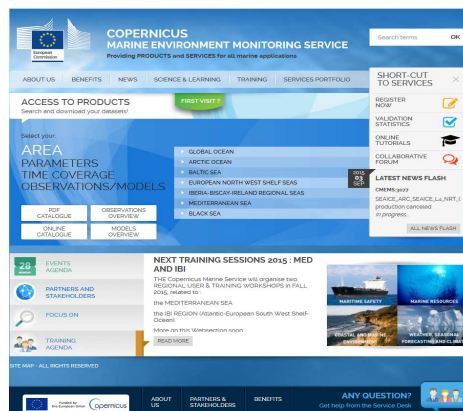 European
Commission
COPERNICUS
MARINE ENVIRONMENT MONITORING SERVICE
Providing PRODUCTS and SERVICES for all marine applications
Search terms
OK
ABOUT US
BENEFITS
NEWS
SCIENCE & LEARNING
TRAINING
SERVICES PORTFOLIO
SHORT-CUT
TO SERVICES
REGISTER
NOW
VALIDATION
STATISTICS
ONLINE
TUTORIALS
COLLABORATIVE
FORUM
ACCESS TO PRODUCTS
Search and download your datasets!
FIRST VISIT ?
Select your:
AREA
PARAMETERS
TIME COVERAGE
OBSERVATIONS/MODELS
GLOBAL OCEAN
ARCTIC OCEAN
BALTIC SEA
EUROPEAN NORTH WEST SHELF SEAS
IBERIA-BISCAY-IRELAND REGIONAL SEAS
MEDITERRANEAN SEA
BLACK SEA
PDF
CATALOGUE
OBSERVATIONS
OVERVIEW
ONLINE
CATALOGUE
MODELS
OVERVIEW
2015
03
SEP
LATEST NEWS FLASH
CMEMS:3077
SEAICE_ARC_SEAICE_L4_NRT_
production canceled
in progress..
ALL NEWS FLASH
28
EVENTS
AGENDA
PARTNERS AND
STAKEHOLDERS
FOCUS ON
TRAINING
AGENDA
NEXT TRAINING SESSIONS 2015 : MED
AND IBI
THE Copernicus Marine Service will organise two
REGIONAL USER & TRAINING WORKSHOPS in FALL
2015, related to :
the MEDITERRANEAN SEA
the IBI REGION (Atlantic-European South West Shelf-
Ocean).
More on this Websection soon
READ MORE
MARITIME SAFETY
MARINE RESOURCES
COASTAL AND MARINE
ENVIRONMENT
WEATHER, SEASONAL
FORECASTING AND CLIMAT
SITE MAP - ALL RIGHTS RESERVED
FUNDED BY
the European Union
Copernicus
ABOUT
US
PARTNERS &
STAKEHOLDERS
BENEFITS
ANY QUESTION?
Get help from the Service Desk